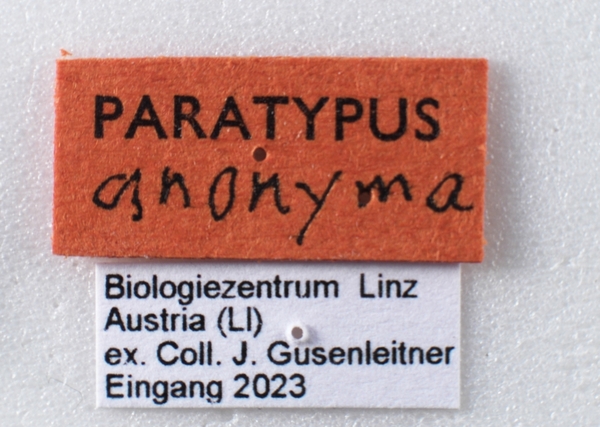 PARATYPUS
anonyma
Biologiezentrum Linz
Austria (LI)
ex. Coll. J. Gusenleitner
Eingang 2023